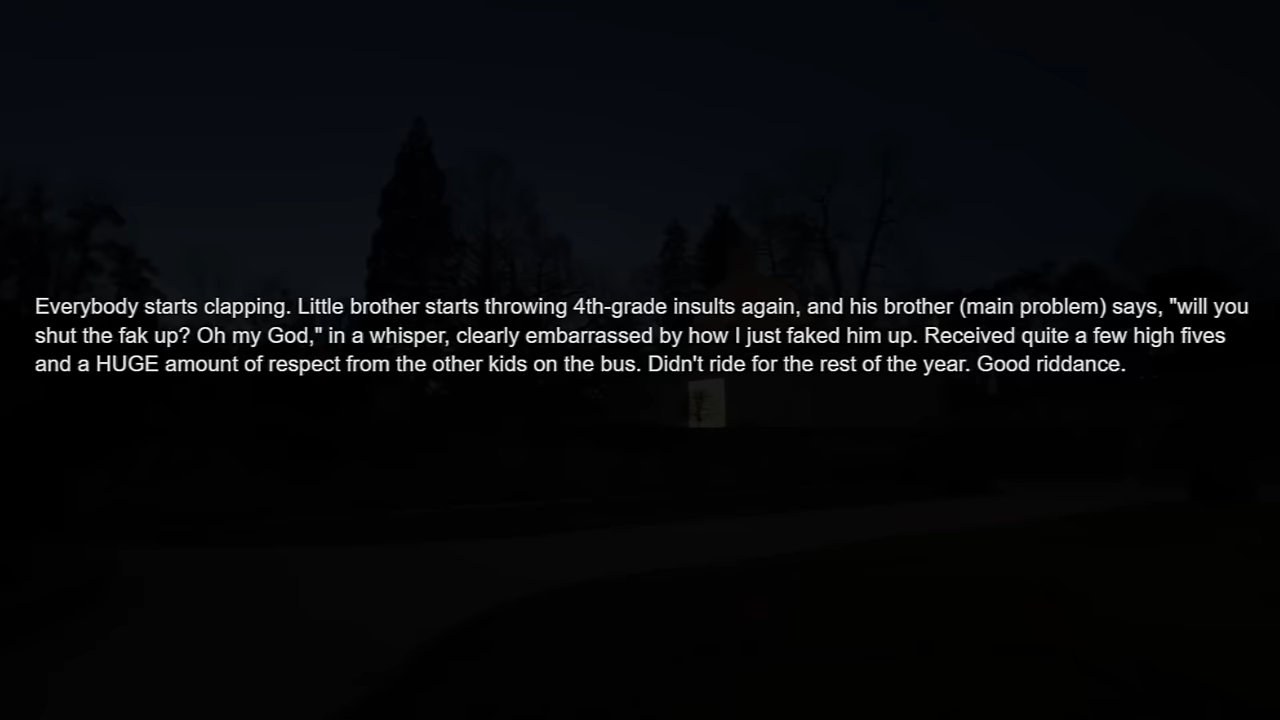 Everybody starts clapping. Little brother starts throwing 4th-grade insults again, and his brother (main problem) says, "will you
shut the fak up? Oh my God," in a whisper, clearly embarrassed by how I just faked him up. Received quite a few high fives
and a HUGE amount of respect from the other kids on the bus. Didn't ride for the rest of the year. Good riddance.